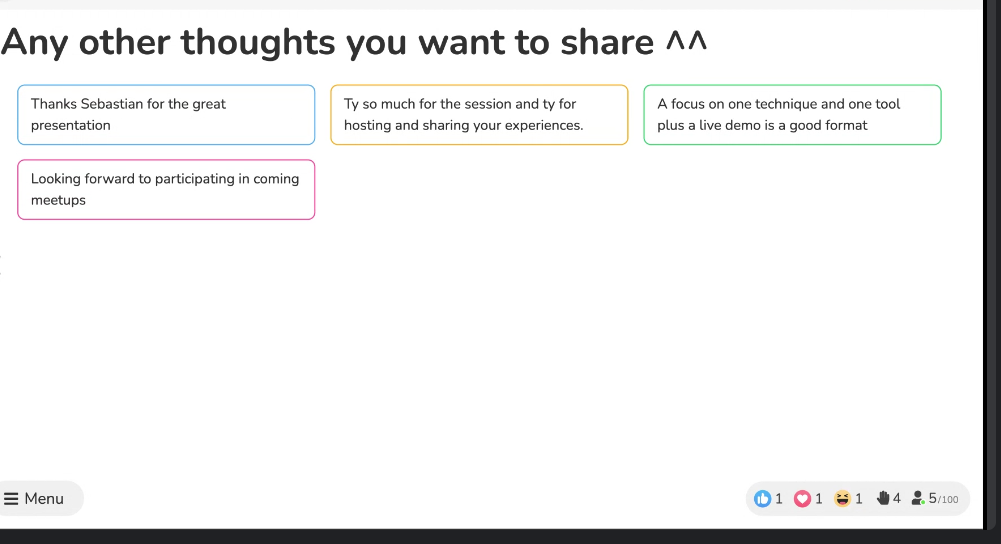 Any other thoughts you want to share ^^
Thanks Sebastian for the great
presentation
Ty so much for the session and ty for
hosting and sharing your experiences.
A focus on one technique and one tool
plus a live demo is a good format
Looking forward to participating in coming
meetups
Menu
1 1 1 4 5/100